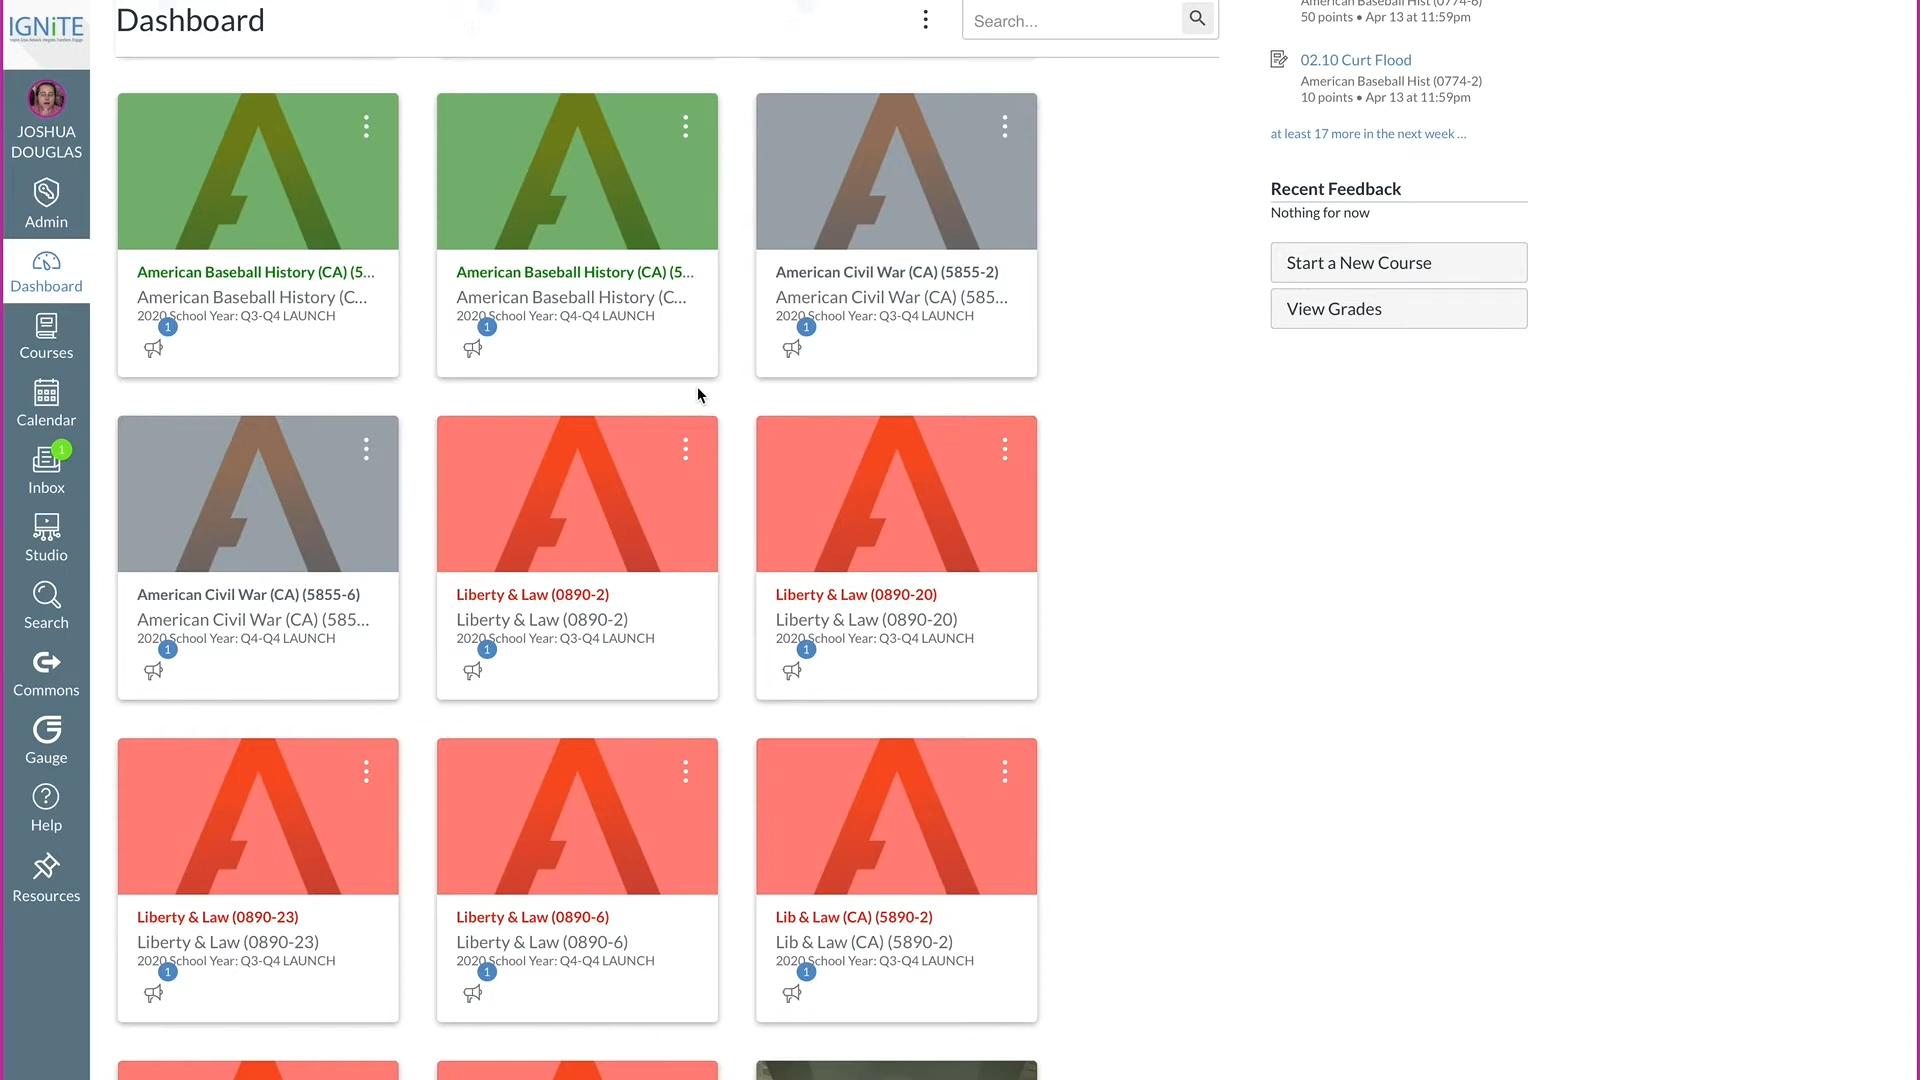 IGNiTE
JOSHUA
DOUGLAS
Admin
Dashboard
Courses
Calendar
1
Inbox
Studio
Search
Commons
Gauge
Help
Resources
Dashboard
Search...
American Baseball History (CA) (5...
American Baseball History (C...
2020 School Year: Q3-Q4 LAUNCH
1
American Baseball History (CA) (5...
American Baseball History (C...
2020 School Year: Q4-Q4 LAUNCH
1
American Civil War (CA) (5855-2)
American Civil War (CA) (585...
2020 School Year: Q3-Q4 LAUNCH
1
American Civil War (CA) (5855-6)
American Civil War (CA) (585...
2020 School Year: Q4-Q4 LAUNCH
1
Liberty & Law (0890-2)
Liberty & Law (0890-2)
2020 School Year: Q3-Q4 LAUNCH
1
Liberty & Law (0890-20)
Liberty & Law (0890-20)
2020 School Year: Q3-Q4 LAUNCH
1
Liberty & Law (0890-23)
Liberty & Law (0890-23)
2020 School Year: Q3-Q4 LAUNCH
1
Liberty & Law (0890-6)
Liberty & Law (0890-6)
2020 School Year: Q4-Q4 LAUNCH
1
Lib & Law (CA) (5890-2)
Lib & Law (CA) (5890-2)
2020 School Year: Q3-Q4 LAUNCH
1
American Baseball Hist (0774-6)
50 points • Apr 13 at 11:59pm
02.10 Curt Flood
American Baseball Hist (0774-2)
10 points • Apr 13 at 11:59pm
at least 17 more in the next week ...
Recent Feedback
Nothing for now
Start a New Course
View Grades